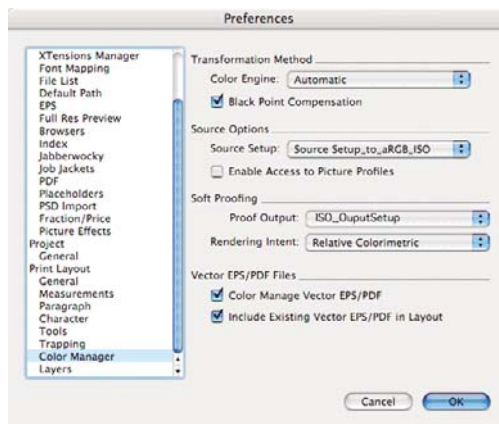 Preferences
XTensions Manager
Font Mapping
File List
Default Path
EPS
Full Res Preview
Browsers
Index
Jabberwocky
Job Jackets
PDF
Placeholders
PSD Import
Fraction/Price
Picture Effects
Project
General
Print Layout
General
Measurements
Paragraph
Character
Tools
Trapping
Color Manager
Layers
Transformation Method
Color Engine: Automatic
Black Point Compensation
Source Options
Source Setup: Source Setup_to_aRGB_ISO
Enable Access to Picture Profiles
Soft Proofing
Proof Output: ISO_OuputSetup
Rendering Intent: Relative Colorimetric
Vector EPS/PDF Files
Color Manage Vector EPS/PDF
Include Existing Vector EPS/PDF in Layout
Cancel OK